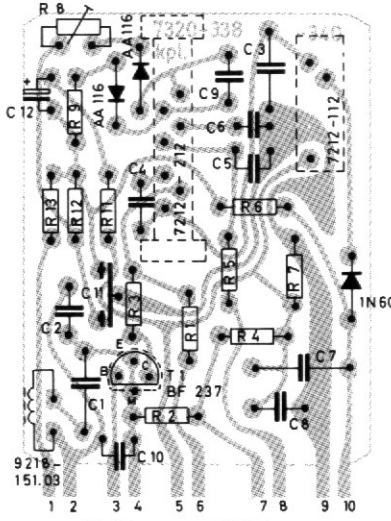 R 8
AA 116
AA 116
7320-338
kpl.
C 3
340
C 12
R 9
C 9
C 6
C 5
7212-212
7212-112
R 13
R 12
R 11
C 4
R 6
R 5
R 7
1N60
C 11
C 2
R 3
R 1
R 4
E
B
C
T 1
M
BF 237
C 7
C 1
R 2
C 8
C 10
9218-
151.03
1 2 3 4 5 6 7 8 9 10